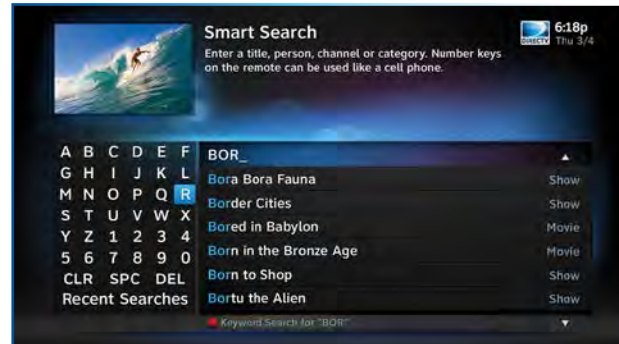 Smart Search
Enter a title, person, channel or category. Number keys
on the remote can be used like a cell phone.
DIRECTV
6:18p
Thu 3/4
A B C D E F
G H I J K L
M N O P Q R
S T U V W X
Y Z 1 2 3 4
5 6 7 8 9 0
CLR SPC DEL
Recent Searches
BOR_
Bora Bora Fauna Show
Border Cities Show
Bored in Babylon Movie
Born in the Bronze Age Movie
Born to Shop Show
Bortu the Alien Show
Keyword Search for "BOR"